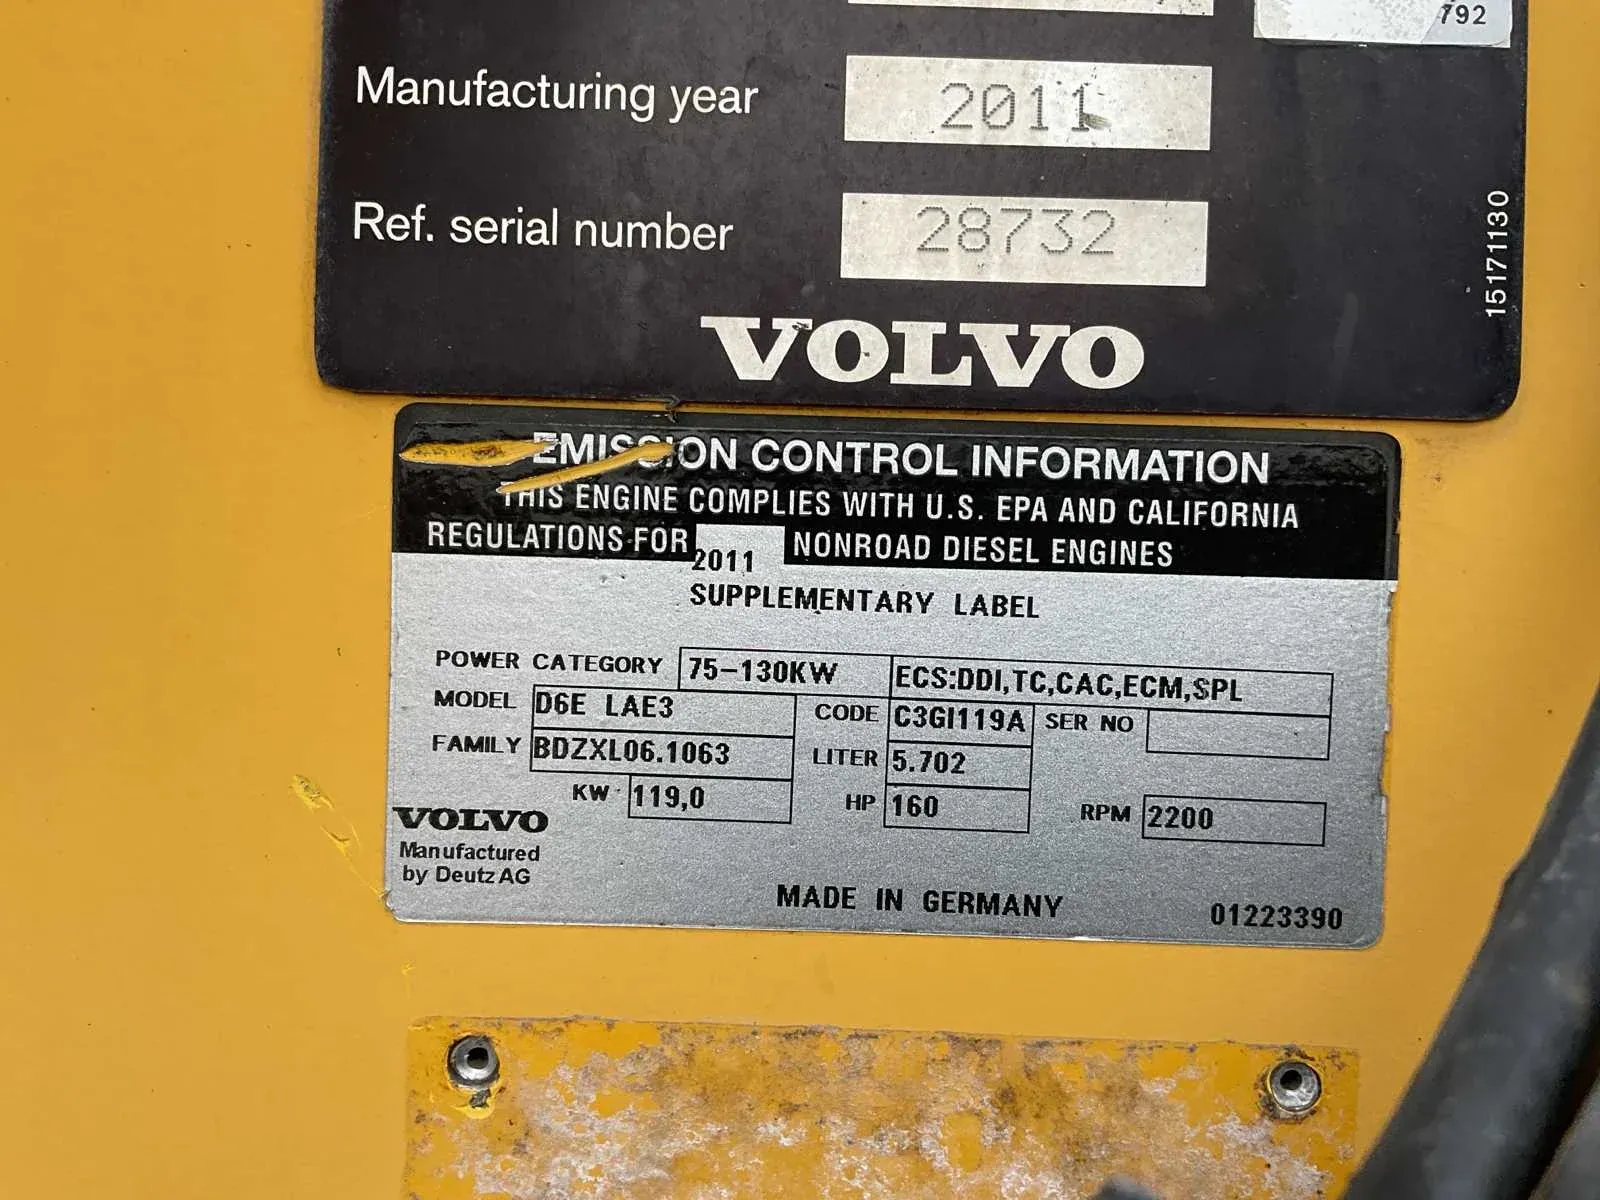 792
Manufacturing year 2011
Ref. serial number 28732
15171130
VOLVO
EMISSION CONTROL INFORMATION
THIS ENGINE COMPLIES WITH U.S. EPA AND CALIFORNIA
REGULATIONS FOR 2011 NONROAD DIESEL ENGINES
SUPPLEMENTARY LABEL
POWER CATEGORY 75-130KW ECS:DDI,TC,CAC,ECM,SPL
MODEL D6E LAE3 CODE C3GI119A SER NO
FAMILY BDZXL06.1063 LITER 5.702
KW 119,0 HP 160 RPM 2200
VOLVO
Manufactured
by Deutz AG
MADE IN GERMANY 01223390